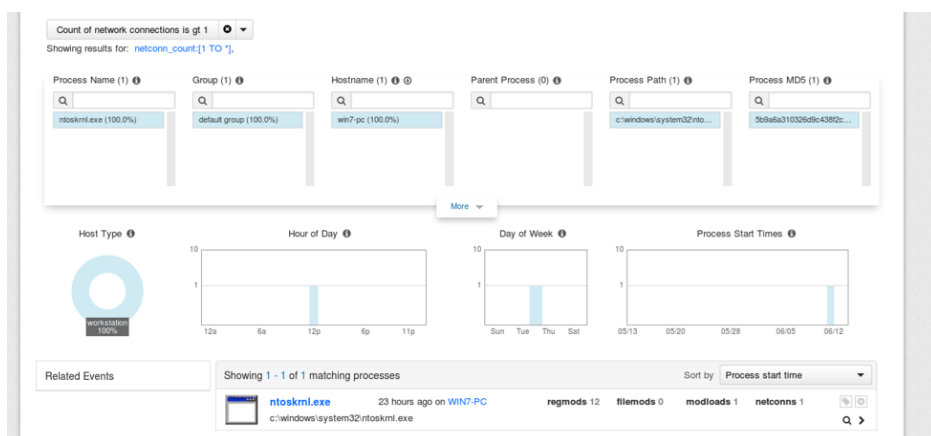 Count of network connections is gt 1
Showing results for: netconn_count:[1 TO *],
Process Name (1) Group (1) Hostname (1) Parent Process (0) Process Path (1) Process MD5 (1)
ntoskrnl.exe (100.0%) default group (100.0%) win7-pc (100.0%) c:\windows\system32\nto... 5b9a6a310326d9c438f2c...
More
Host Type Hour of Day Day of Week Process Start Times
10 10 10
1 1 1
workstation
100%
12a 6a 12p 6p 11p Sun Tue Thu Sat 05/13 05/20 05/28 06/05 06/12
Related Events Showing 1 - 1 of 1 matching processes Sort by Process start time
ntoskrnl.exe 23 hours ago on WIN7-PC regmods 12 filemods 0 modloads 1 netconns 1
c:\windows\system32\ntoskrnl.exe